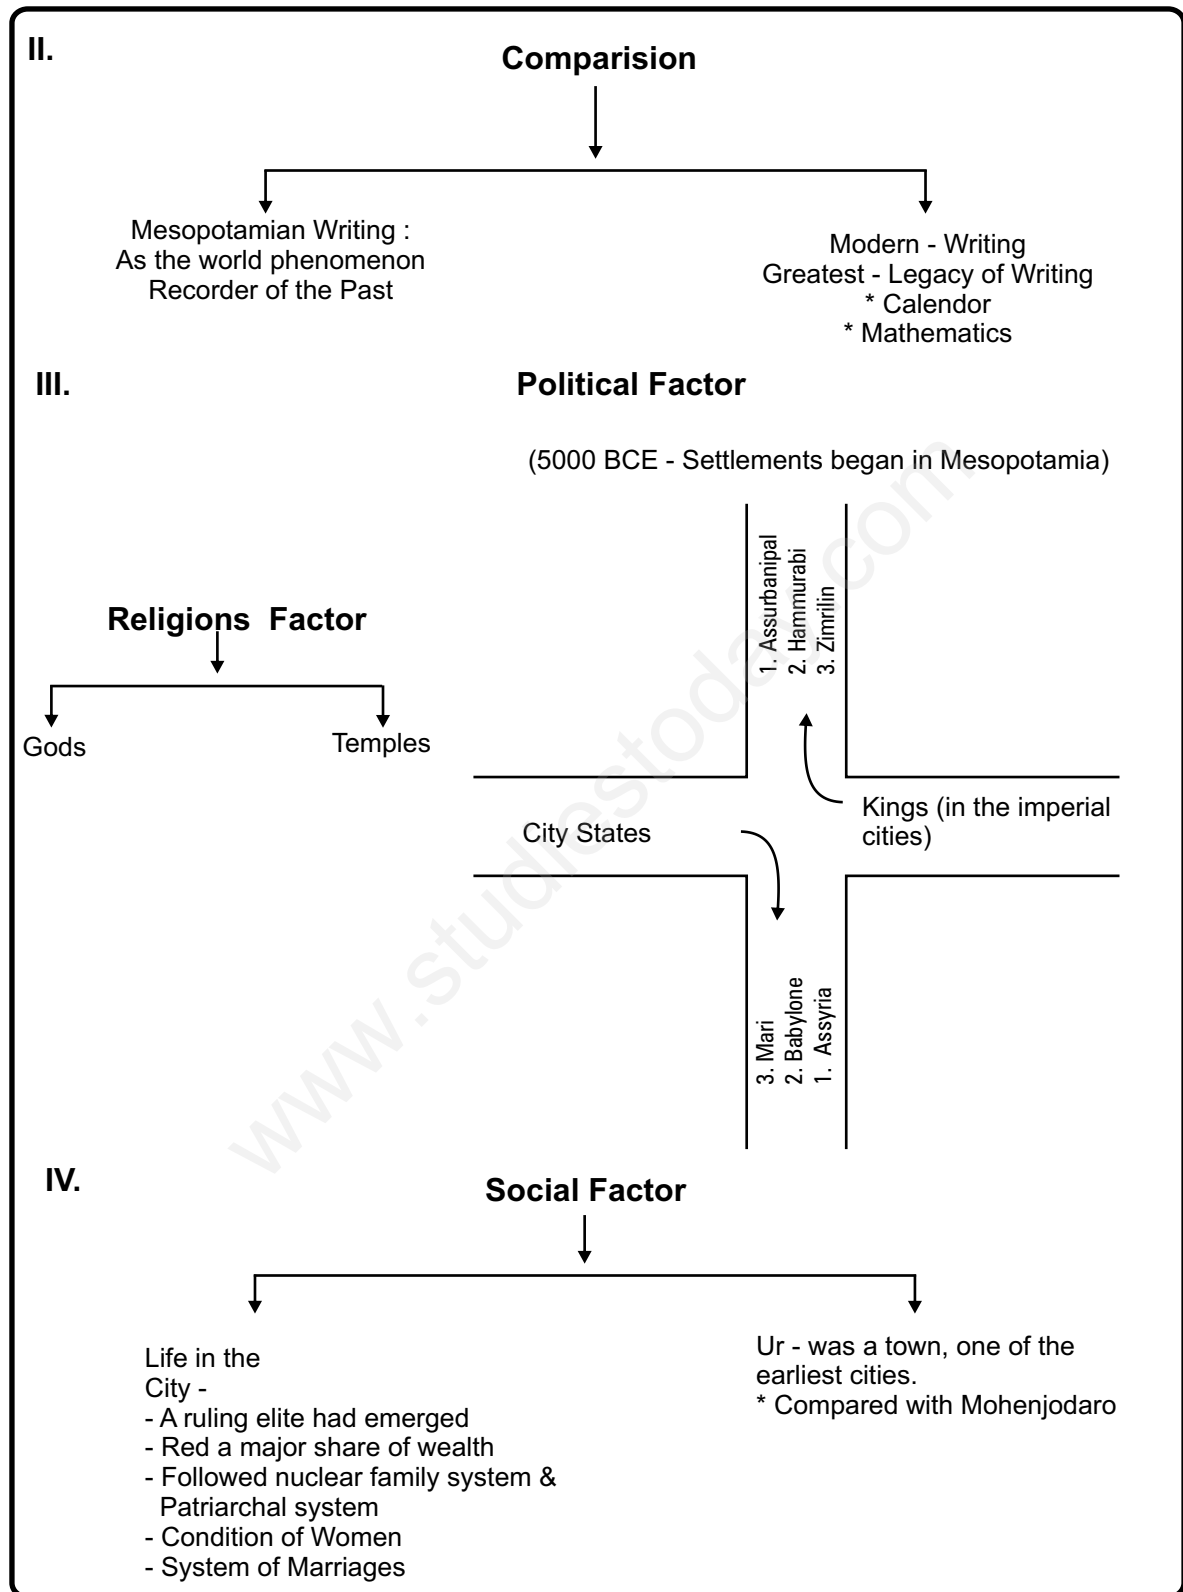 II.
Comparision
Mesopotamian Writing :
As the world phenomenon
Recorder of the Past
Modern - Writing
Greatest - Legacy of Writing
* Calendor
* Mathematics
III.
Political Factor
(5000 BCE - Settlements began in Mesopotamia)
1. Assurbanipal
2. Hammurabi
3. Zimrilin
Religions Factor
Gods
Temples
City States
Kings (in the imperial
cities)
3. Mari
2. Babylone
1. Assyria
IV.
Social Factor
Life in the
City -
- A ruling elite had emerged
- Red a major share of wealth
- Followed nuclear family system &
Patriarchal system
- Condition of Women
- System of Marriages
Ur - was a town, one of the
earliest cities.
* Compared with Mohenjodaro
www.studiestoday.com